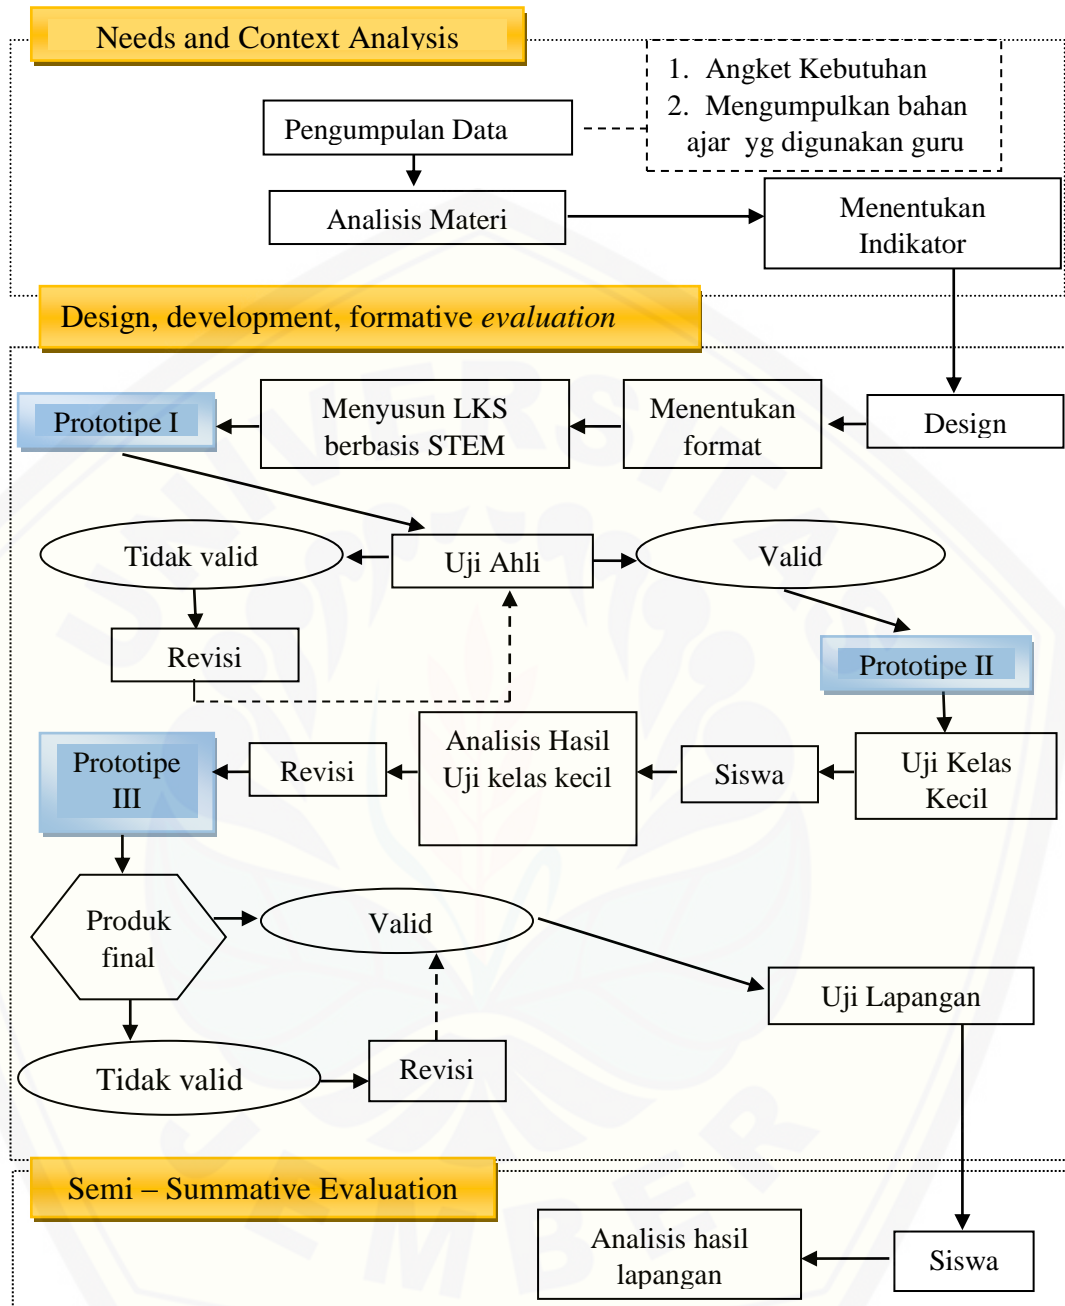 Needs and Context Analysis
1. Angket Kebutuhan
2. Mengumpulkan bahan
ajar yg digunakan guru
Pengumpulan Data
Analisis Materi
Menentukan
Indikator
Design, development, formative evaluation
Prototipe I
Menyusun LKS
berbasis STEM
Menentukan
format
Design
Tidak valid
Uji Ahli
Valid
Revisi
Prototipe II
Prototipe
III
Revisi
Analisis Hasil
Uji kelas kecil
Siswa
Uji Kelas
Kecil
Produk
final
Valid
Uji Lapangan
Tidak valid
Revisi
Semi – Summative Evaluation
Analisis hasil
lapangan
Siswa
UNIVERSITAS
JEMBER